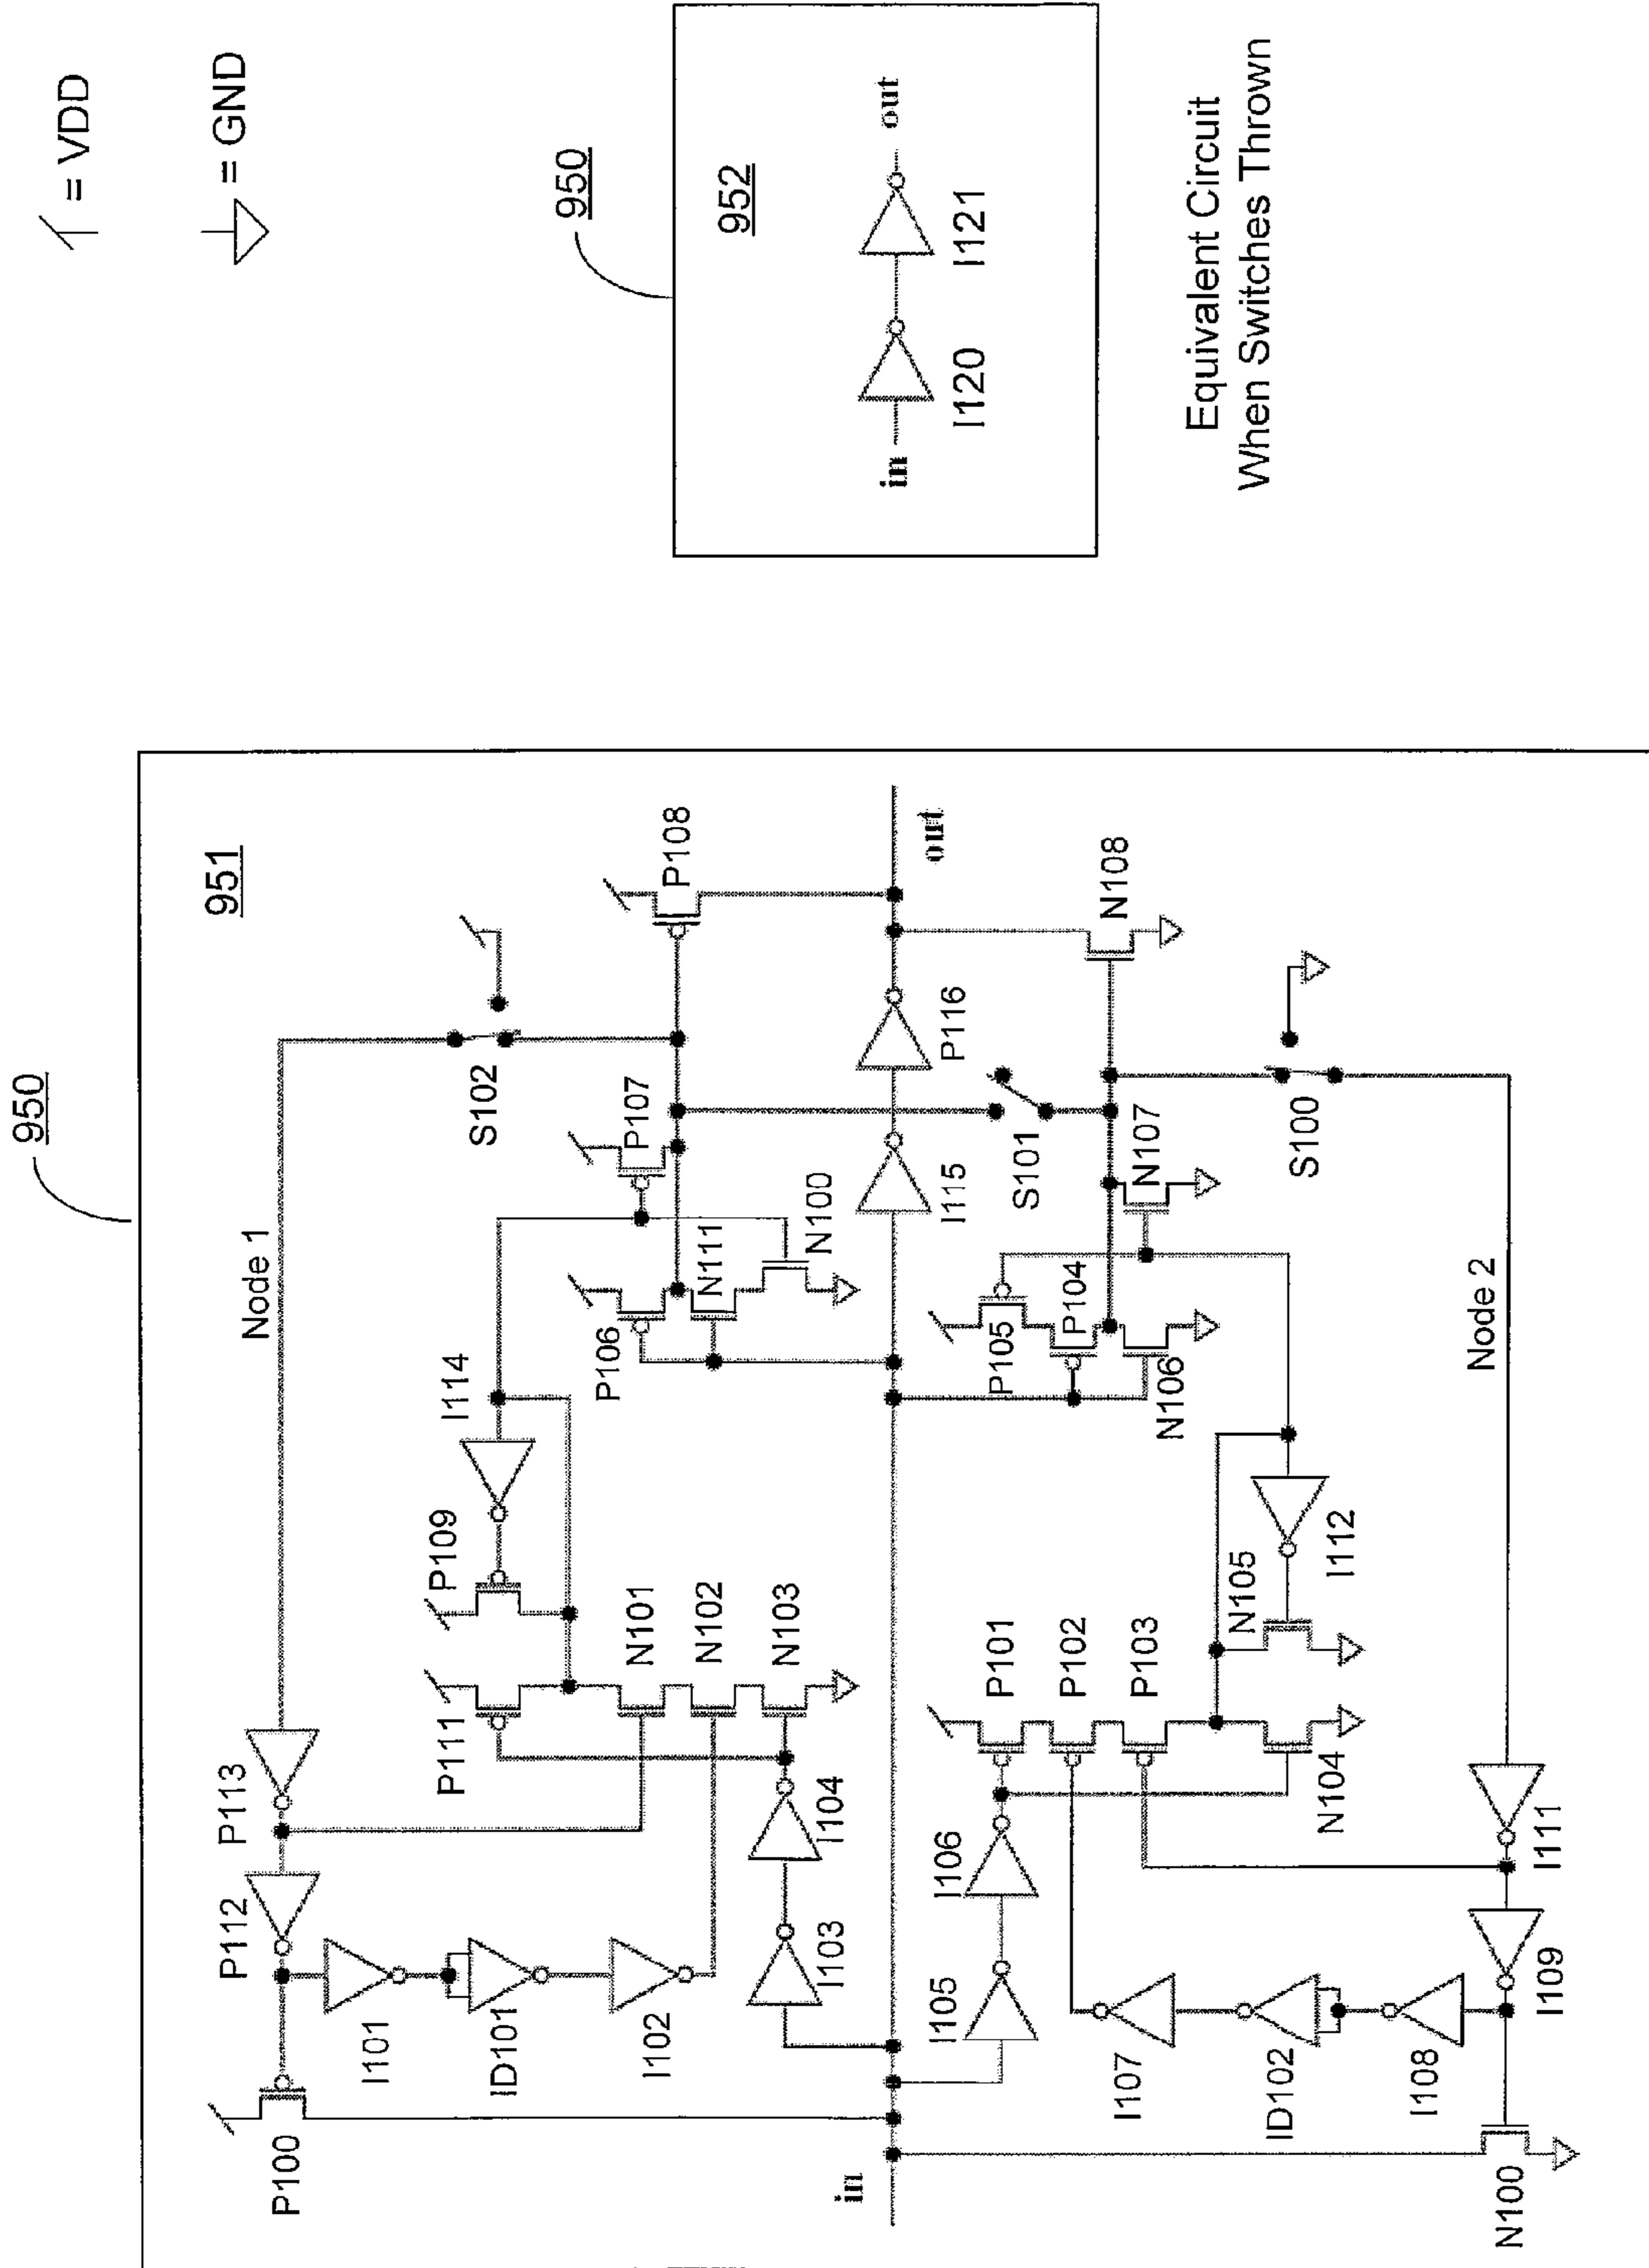 = VDD
= GND
950
951
Node 1
S102
P108
P107
I114
P109
P106
N111
N100
P113
P112
P111
N101
N102
N103
I101
ID101
I102
I103
I104
P100
in
out
I15
P116
S101
N108
N107
P105
P104
N106
S100
Node 2
I105
I106
P101
P102
P103
N105
I112
N104
I107
ID102
I108
I109
I111
N100
950
952
in
I120
I121
out
Equivalent Circuit
When Switches Thrown